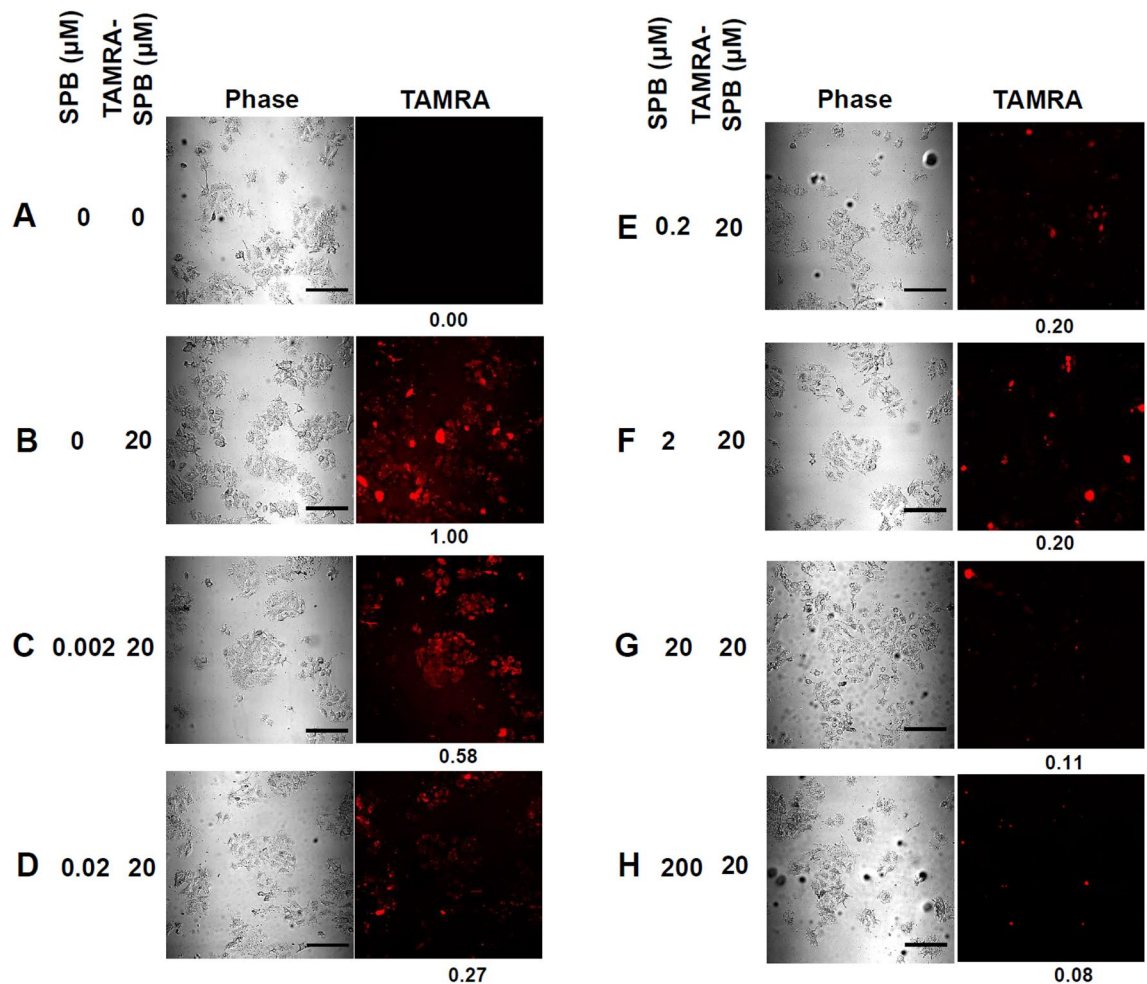 SPB (µM)
TAMRA-
SPB (µM)
Phase
TAMRA
A 0 0
0.00
B 0 20
1.00
C 0.002 20
0.58
D 0.02 20
0.27
SPB (µM)
TAMRA-
SPB (µM)
Phase
TAMRA
E 0.2 20
0.20
F 2 20
0.20
G 20 20
0.11
H 200 20
0.08